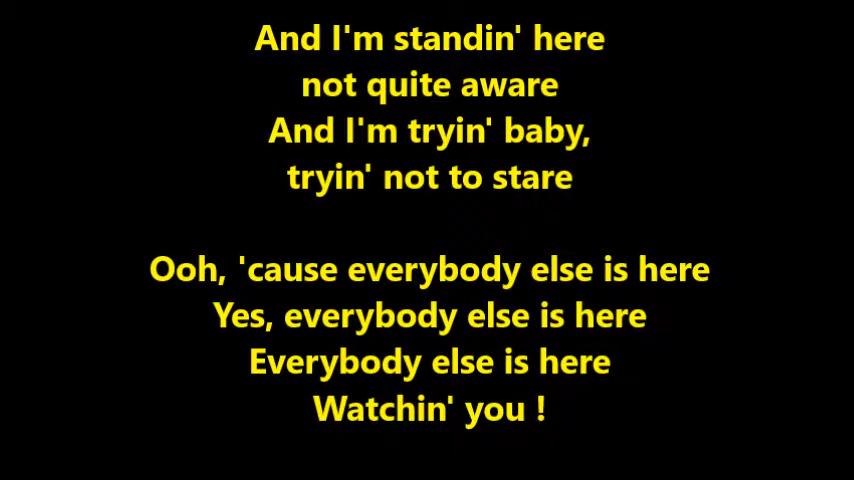 And I'm standin' here
not quite aware
And I'm tryin' baby,
tryin' not to stare
Ooh, 'cause everybody else is here
Yes, everybody else is here
Everybody else is here
Watchin' you !